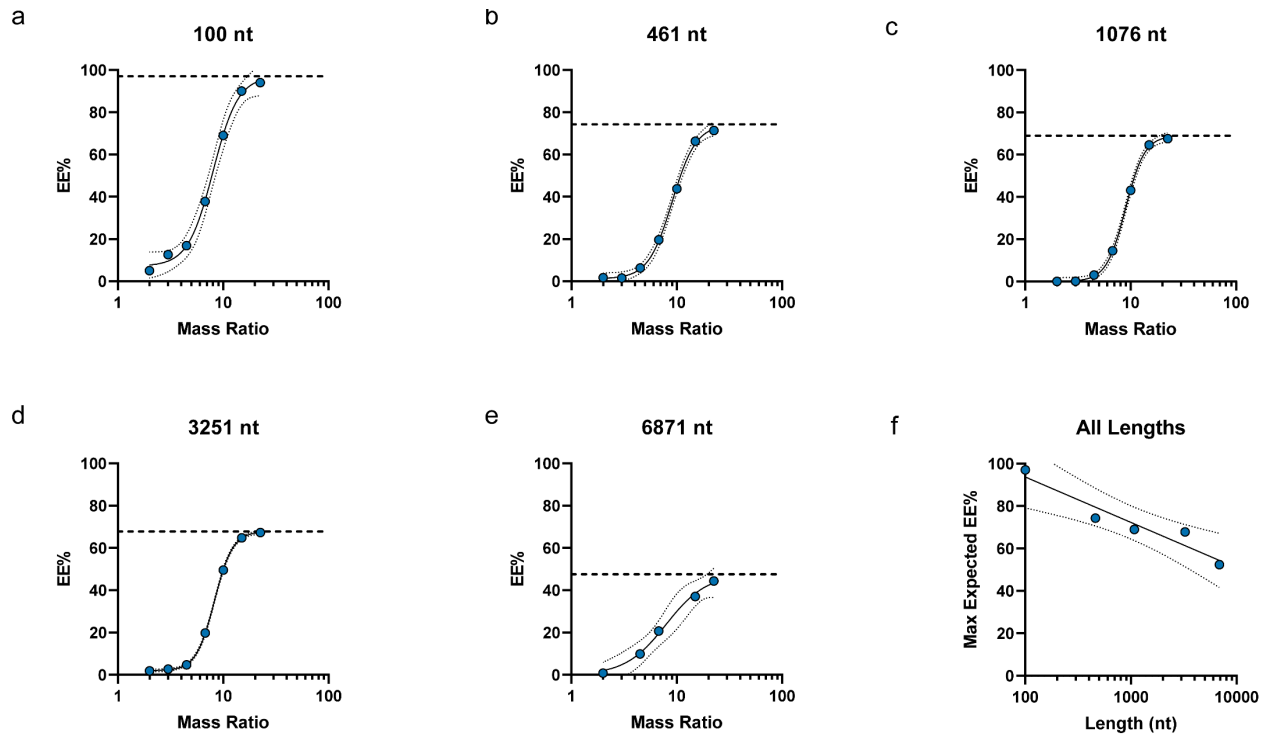 a
100 nt
EE%
100
80
60
40
20
0
1
10
100
Mass Ratio
b
461 nt
EE%
100
80
60
40
20
0
1
10
100
Mass Ratio
c
1076 nt
EE%
100
80
60
40
20
0
1
10
100
Mass Ratio
d
3251 nt
EE%
100
80
60
40
20
0
1
10
100
Mass Ratio
e
6871 nt
EE%
100
80
60
40
20
0
1
10
100
Mass Ratio
f
All Lengths
Max Expected EE%
100
80
60
40
20
0
100
1000
10000
Length (nt)